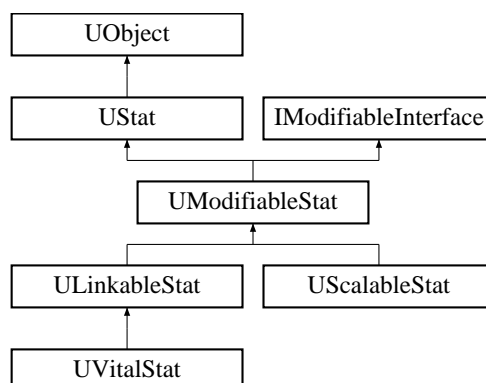 UObject
UStat
IModifiableInterface
UModifiableStat
ULinkableStat
UScalableStat
UVitalStat